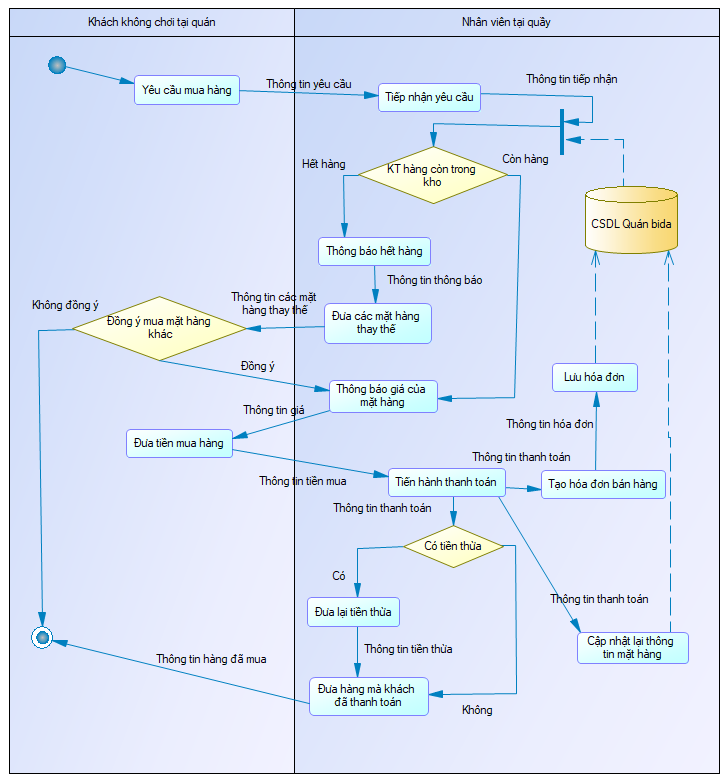 Khách không chơi tại quán
Nhân viên tại quầy
Yêu cầu mua hàng
Thông tin yêu cầu
Tiếp nhận yêu cầu
Thông tin tiếp nhận
Hết hàng
KT hàng còn trong
kho
Còn hàng
CSDL Quán bida
Thông báo hết hàng
Thông tin thông báo
Không đồng ý
Đồng ý mua mặt hàng
khác
Thông tin các mặt
hàng thay thế
Đưa các mặt hàng
thay thế
Đồng ý
Thông báo giá của
mặt hàng
Lưu hóa đơn
Thông tin giá
Thông tin hóa đơn
Đưa tiền mua hàng
Thông tin tiền mua
Tiến hành thanh toán
Thông tin thanh toán
Tạo hóa đơn bán hàng
Thông tin thanh toán
Có tiền thừa
Có
Đưa lại tiền thừa
Thông tin thanh toán
Thông tin tiền thừa
Cập nhật lại thông
tin mặt hàng
Thông tin hàng đã mua
Đưa hàng mà khách
đã thanh toán
Không